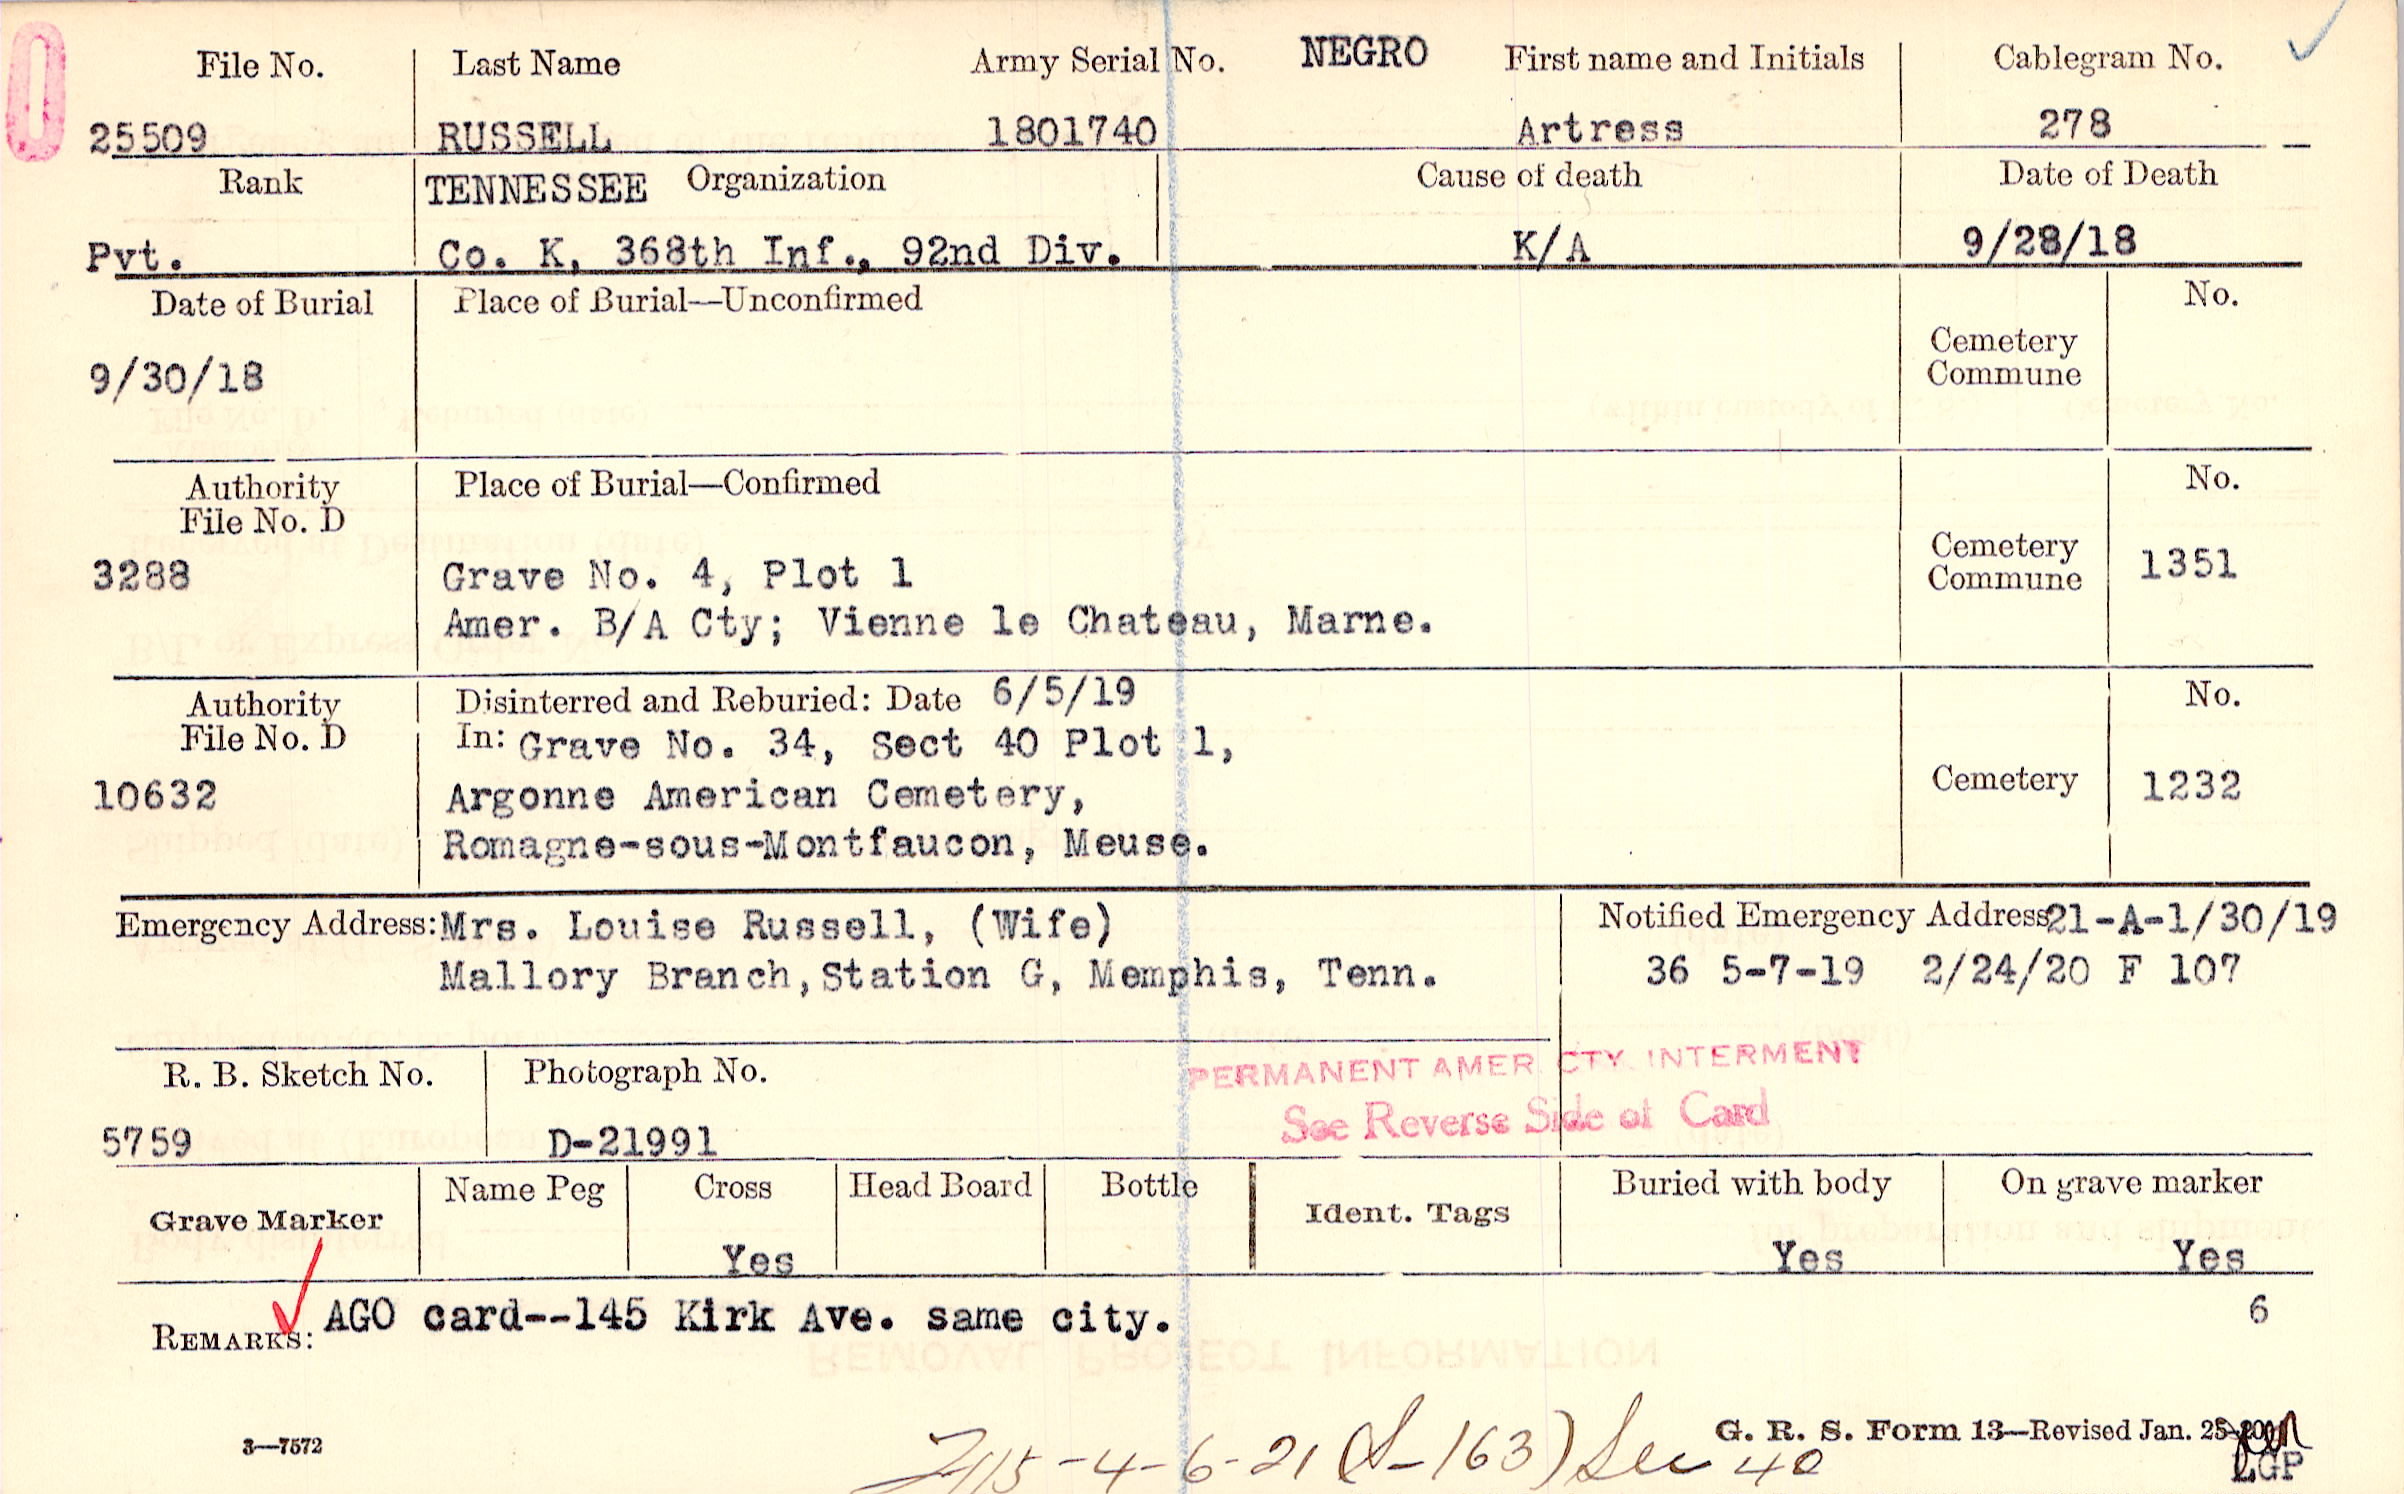 File No. Last Name Army Serial No. NEGRO First name and Initials Cablegram No.
25509 RUSSELL 1801740 Artress 278
Rank TENNESSEE Organization Cause of death Date of Death
Pvt. Co. K, 368th Inf., 92nd Div. K/A 9/28/18
Date of Burial Place of Burial—Unconfirmed No.
Cemetery
Commune
9/30/18
Authority Place of Burial—Confirmed No.
File No. D
Cemetery
Commune 1351
3288 Grave No. 4, Plot 1
Amer. B/A Cty; Vienne le Chateau, Marne.
Authority Disinterred and Reburied: Date 6/5/19 No.
File No. D In: Grave No. 34, Sect 40 Plot 1,
10632 Argonne American Cemetery, Cemetery 1232
Romagne-sous-Montfaucon, Meuse.
Emergency Address: Mrs. Louise Russell, (Wife) Notified Emergency Address 21-A-1/30/19
Mallory Branch, Station G, Memphis, Tenn. 36 5-7-19 2/24/20 F 107
R. B. Sketch No. Photograph No. PERMANENT AMER. CTY. INTERMENT
See Reverse Side of Card
5759 D-21991
Grave Marker Name Peg Cross Head Board Bottle Ident. Tags Buried with body On grave marker
Yes Yes Yes
REMARKS: AGO card--145 Kirk Ave. same city. 6
3—7572 G. R. S. Form 13—Revised Jan. 25-20
-4-6-21 (S-163) Sec 40 LGP